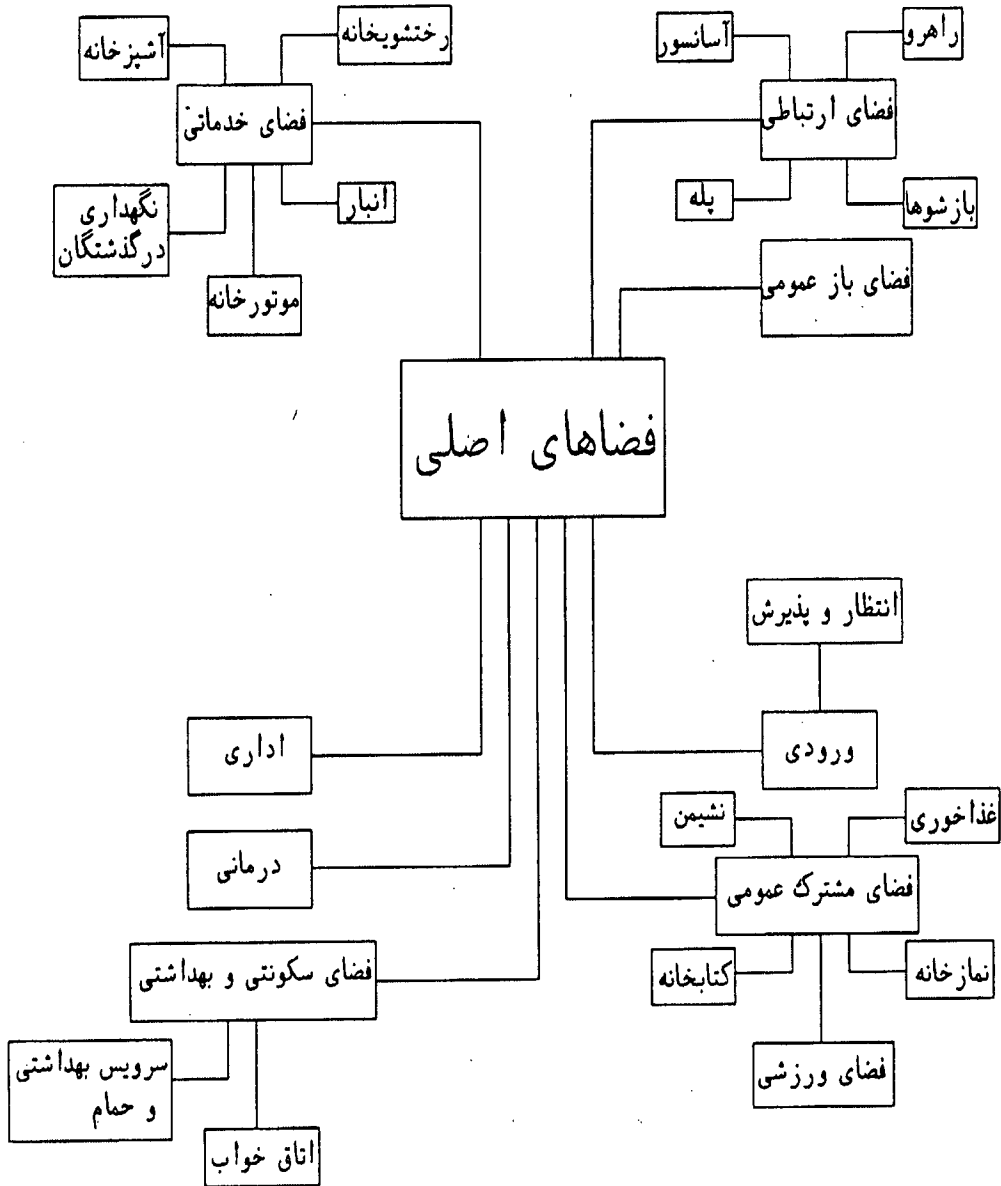 راهرو
آسانسور
فضای ارتباطی
پله
بازشوها
رختشویخانه
آشپزخانه
فضای خدماتی
انبار
نگهداری
درگذشتگان
موتورخانه
فضای باز عمومی
فضاهای اصلی
انتظار و پذیرش
ورودی
اداری
غذاخوری
نشیمن
درمانی
فضای مشترک عمومی
نمازخانه
کتابخانه
فضای ورزشی
فضای سکونتی و بهداشتی
سرویس بهداشتی
و حمام
اتاق خواب